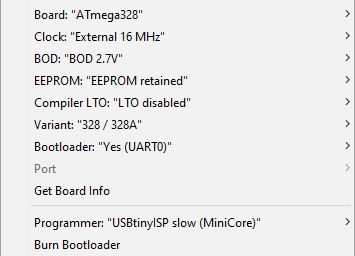 Board: "ATmega328"
Clock: "External 16 MHz"
BOD: "BOD 2.7V"
EEPROM: "EEPROM retained"
Compiler LTO: "LTO disabled"
Variant: "328 / 328A"
Bootloader: "Yes (UART0)"
Port
Get Board Info
Programmer: "USBtinyISP slow (MiniCore)"
Burn Bootloader